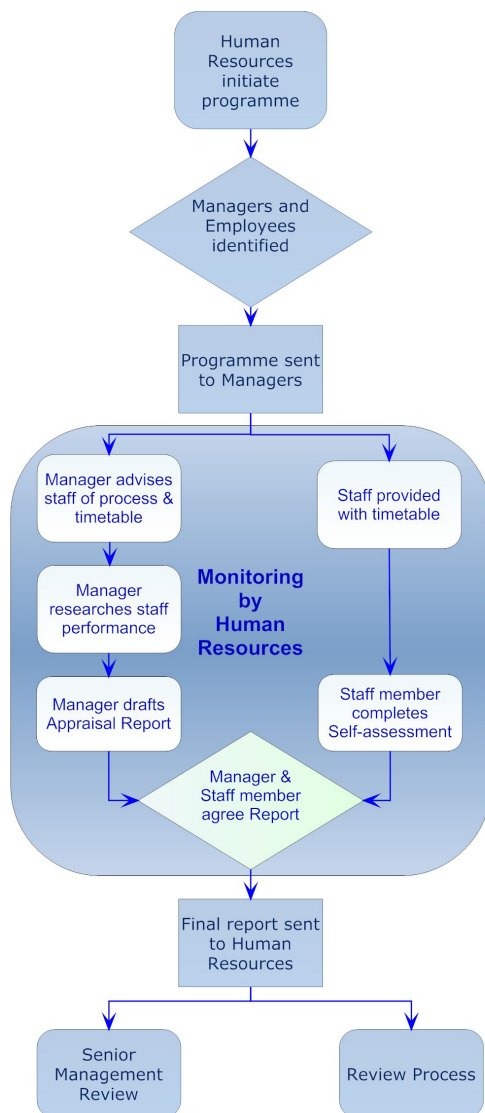 Human
Resources
initiate
programme
Managers and
Employees
identified
Programme sent
to Managers
Manager advises
staff of process &
timetable
Staff provided
with timetable
Manager
researches staff
performance
Monitoring
by
Human
Resources
Manager drafts
Appraisal Report
Staff member
completes
Self-assessment
Manager &
Staff member
agree Report
Final report sent
to Human
Resources
Senior
Management
Review
Review Process